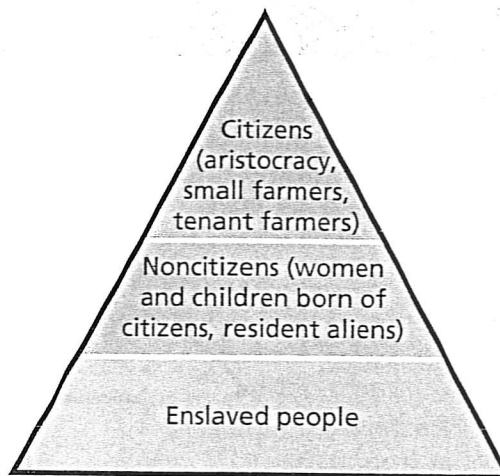 Citizens
(aristocracy,
small farmers,
tenant farmers)
Noncitizens (women
and children born of
citizens, resident aliens)
Enslaved people